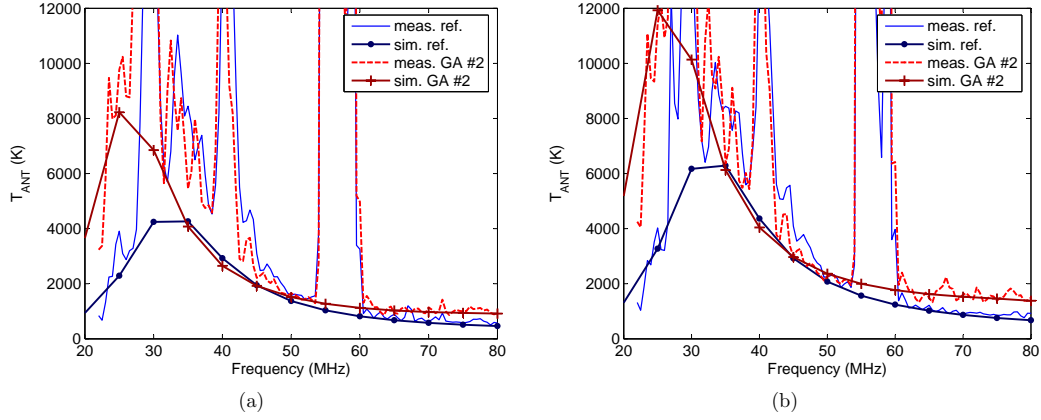 12000
10000
8000
6000
4000
2000
0
T_ANT (K)
20 30 40 50 60 70 80
Frequency (MHz)
meas. ref.
sim. ref.
meas. GA #2
sim. GA #2
(a)
12000
10000
8000
6000
4000
2000
0
T_ANT (K)
20 30 40 50 60 70 80
Frequency (MHz)
meas. ref.
sim. ref.
meas. GA #2
sim. GA #2
(b)